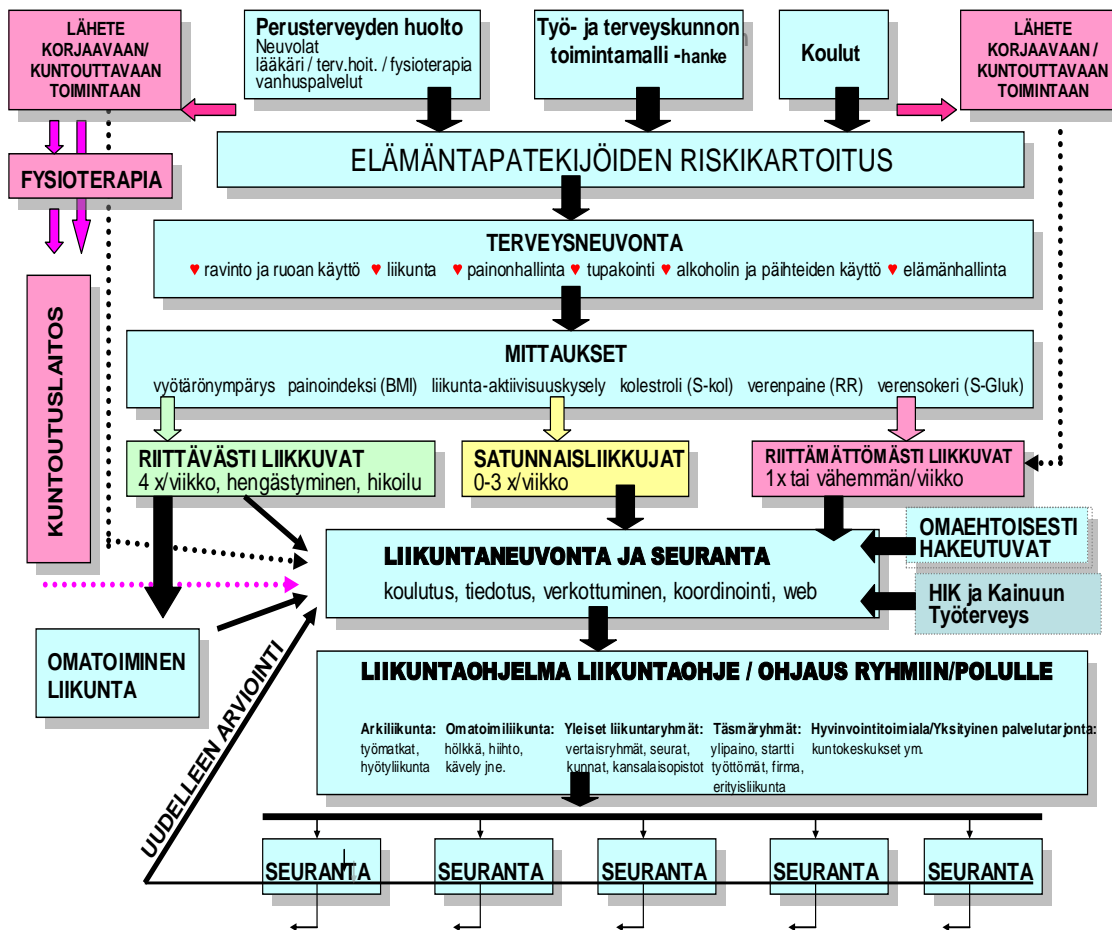 LÄHETE
KORJAAVAAN/
KUNTOUTTAVAAN
TOIMINTAAN
Perusterveyden huolto
Neuvolat
lääkäri / terv.hoit. / fysioterapia
vanhuspalvelut
Työ- ja terveyskunnon
toimintamalli -hanke
Koulut
LÄHETE
KORJAAVAAN /
KUNTOUTTAVAAN
TOIMINTAAN
ELÄMÄNTAPATEKIJÖIDEN RISKIKARTOITUS
FYSIOTERAPIA
TERVEYSNEUVONTA
♥ ravinto ja ruoan käyttö ♥ liikunta ♥ painonhallinta ♥ tupakointi ♥ alkoholin ja päihteiden käyttö ♥ elämänhallinta
KUNTOUTUSLAITOS
MITTAUKSET
vyötärönympärys painoindeksi (BMI) liikunta-aktiivisuuskysely kolestroli (S-kol) verenpaine (RR) verensokeri (S-Gluk)
RIITTÄVÄSTI LIIKKUVAT
4 x/viikko, hengästyminen, hikoilu
SATUNNAISLIIKKUJAT
0-3 x/viikko
RIITTÄMÄTTÖMÄSTI LIIKKUVAT
1x tai vähemmän/viikko
LIIKUNTANEUVONTA JA SEURANTA
koulutus, tiedotus, verkottuminen, koordinointi, web
OMAEHTOISESTI
HAKEUTUVAT
HIK ja Kainuun
Työterveys
OMATOIMINEN
LIIKUNTA
UUDELLEEN ARVIOINTI
LIIKUNTAOHJELMA LIIKUNTAOHJE / OHJAUS RYHMIIN/POLULLE
Arkiliikunta:
työmatkat,
hyötyliikunta
Omatoimiliikunta:
hölkkä, hiihto,
kävely jne.
Yleiset liikuntaryhmät:
vertaisryhmät, seurat,
kunnat, kansalaisopistot
Täsmäryhmät:
ylipaino, startti
työttömät, firma,
erityisliikunta
Hyvinvointitoimiala/Yksityinen palvelutarjonta:
kuntokeskukset ym.
SEURANTA
SEURANTA
SEURANTA
SEURANTA
SEURANTA